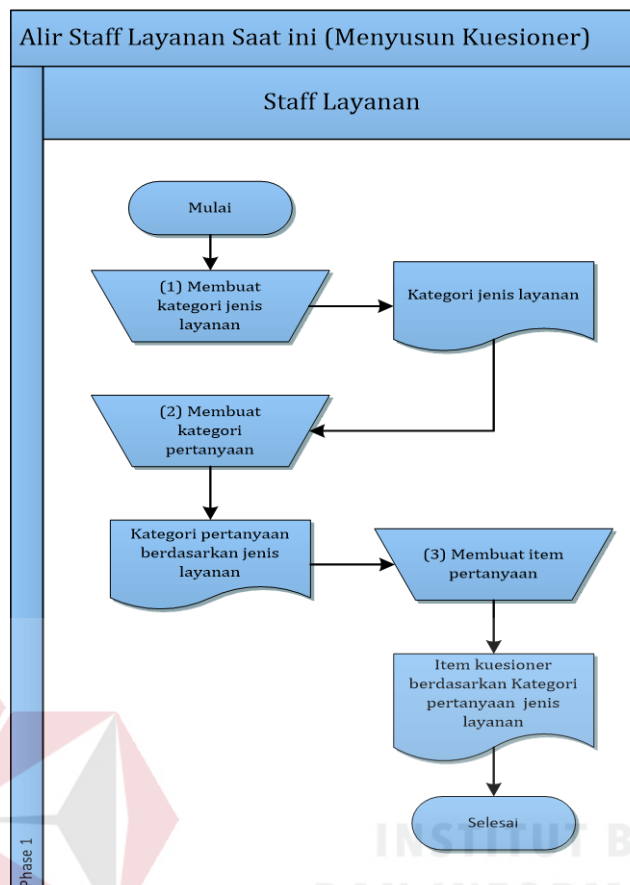 Alir Staff Layanan Saat ini (Menyusun Kuesioner)
Staff Layanan
Mulai
(1) Membuat
kategori jenis
layanan
Kategori jenis layanan
(2) Membuat
kategori
pertanyaan
Kategori pertanyaan
berdasarkan jenis
layanan
(3) Membuat item
pertanyaan
Item kuesioner
berdasarkan Kategori
pertanyaan jenis
layanan
Selesai
Phase 1
INSTITUT B